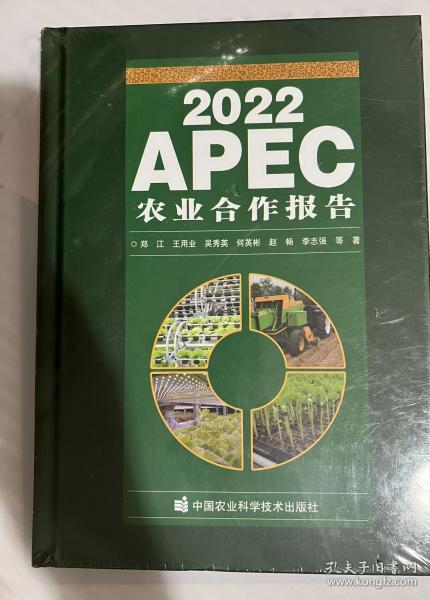 2022
APEC
农业合作报告
◎郑 江 王用业 吴秀英 何英彬 赵 畅 李志强 等 著
中国农业科学技术出版社
孔夫子旧书网
www.kongfz.com